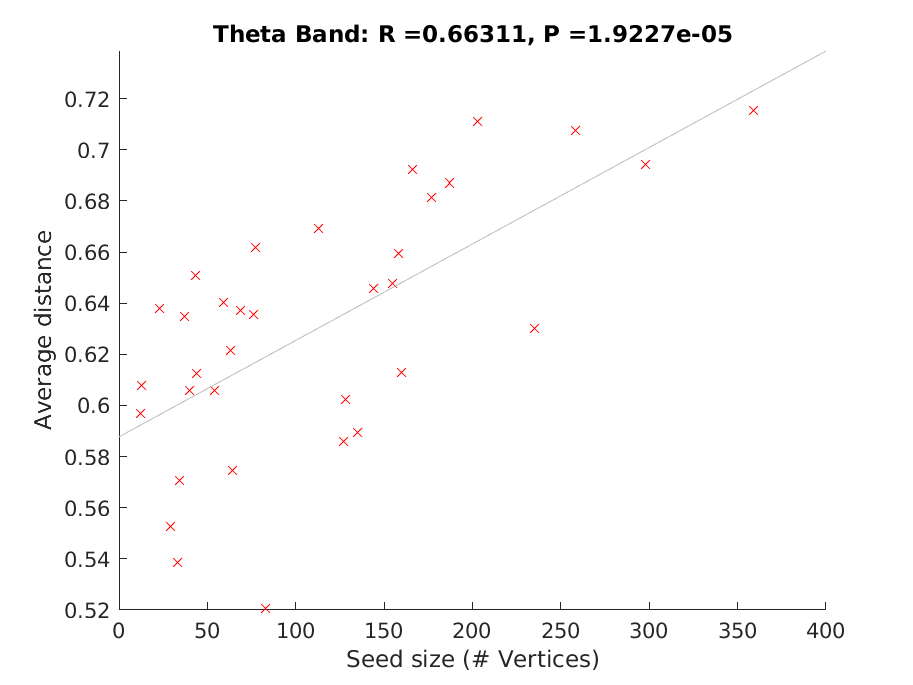 Theta Band: R =0.66311, P =1.9227e-05
0.72
0.7
0.68
0.66
0.64
0.62
0.6
0.58
0.56
0.54
0.52
Average distance
0 50 100 150 200 250 300 350 400
Seed size (# Vertices)